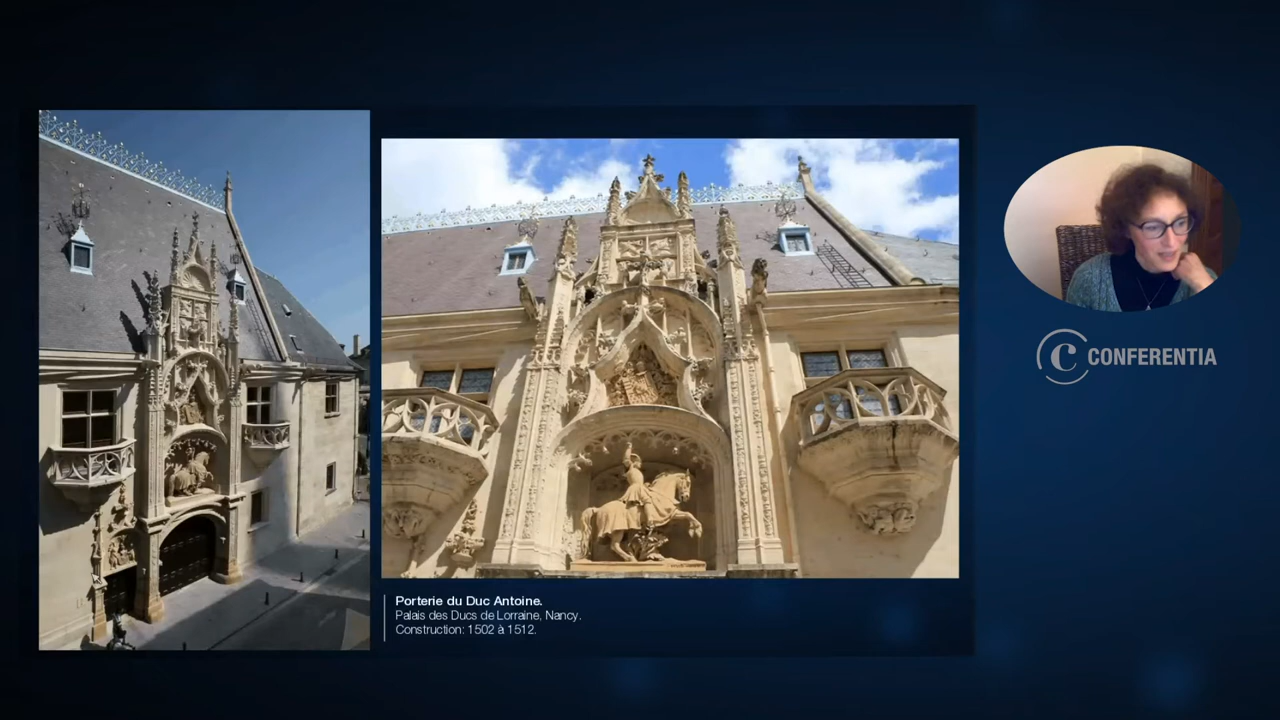 Porterie du Duc Antoine.
Palais des Ducs de Lorraine, Nancy.
Construction: 1502 à 1512.
CONFERENTIA